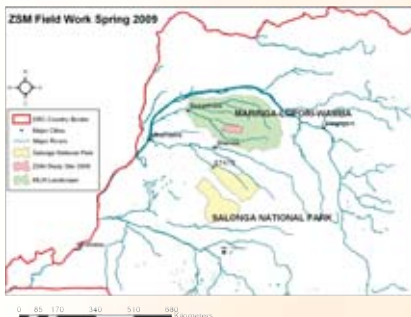 ZSM Field Work Spring 2009
MARINGA-LOPORI-WAMBA
DRC Country Border
Major Cities
Major Rivers
Salonga National Park
ZSM Study Site 2009
MLW Landscape
SALONGA NATIONAL PARK
0 85 170 340 510 680
Kilometers